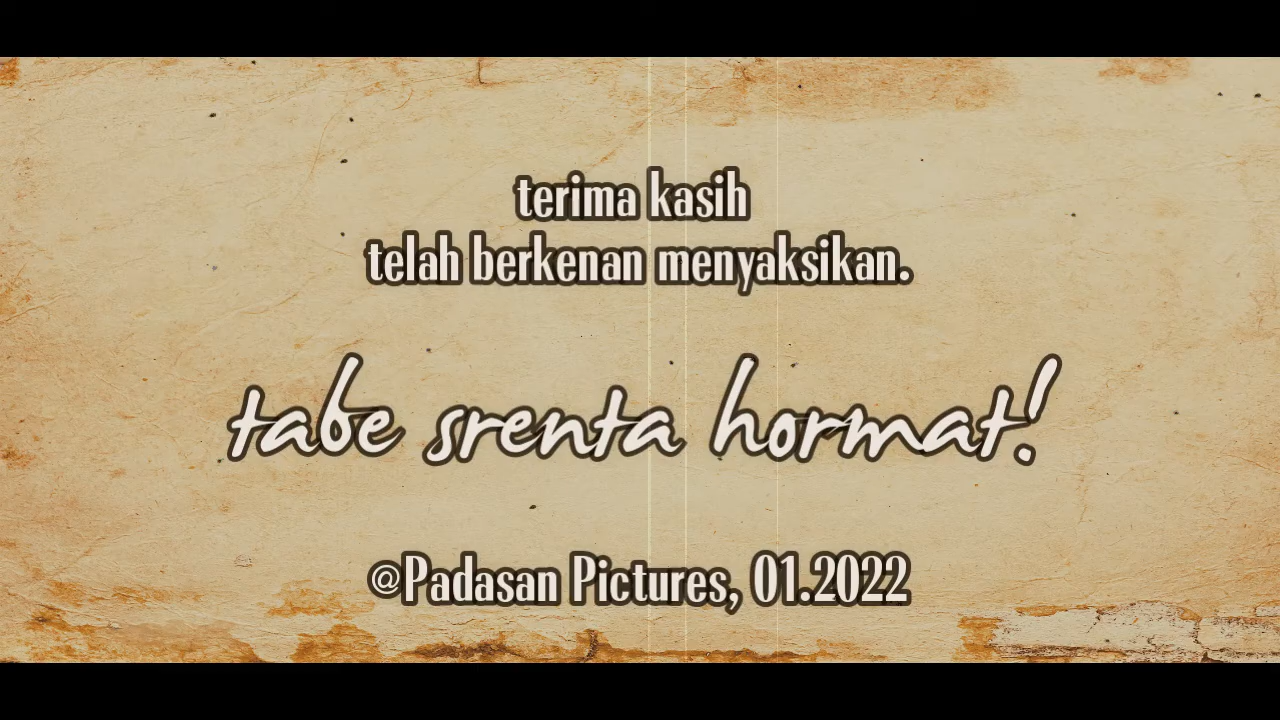 terima kasih
telah berkenan menyaksikan.
tabe srenta hormat!
@Padasan Pictures, 01.2022